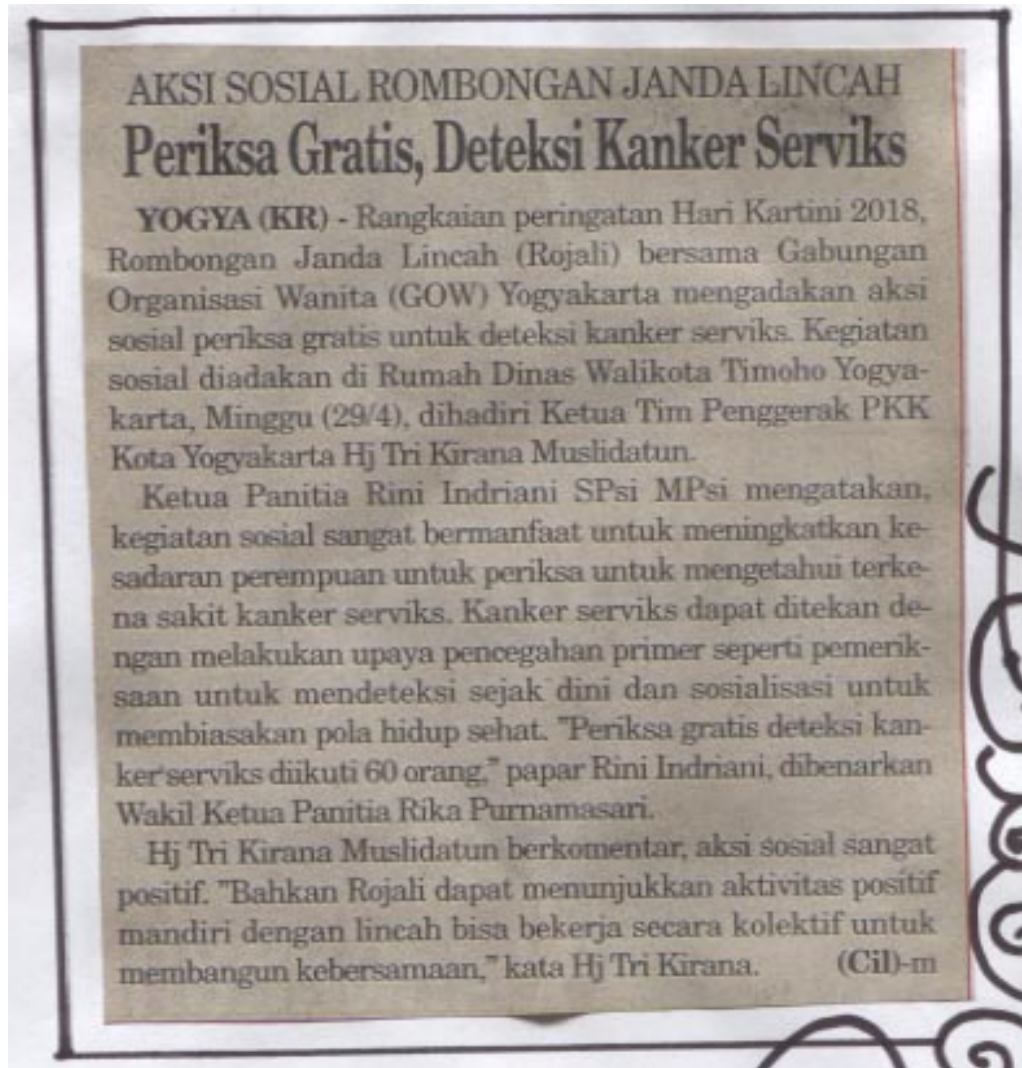 AKSI SOSIAL ROMBONGAN JANDA LINCAH
Periksa Gratis, Deteksi Kanker Serviks
YOGYA (KR) - Rangkaian peringatan Hari Kartini 2018,
Rombongan Janda Lincah (Rojali) bersama Gabungan
Organisasi Wanita (GOW) Yogyakarta mengadakan aksi
sosial periksa gratis untuk deteksi kanker serviks. Kegiatan
sosial diadakan di Rumah Dinas Walikota Timoho Yogya-
karta, Minggu (29/4), dihadiri Ketua Tim Penggerak PKK
Kota Yogyakarta Hj Tri Kirana Muslidatun.
Ketua Panitia Rini Indriani SPsi MPsi mengatakan,
kegiatan sosial sangat bermanfaat untuk meningkatkan ke-
sadaran perempuan untuk periksa untuk mengetahui terke-
na sakit kanker serviks. Kanker serviks dapat ditekan de-
ngan melakukan upaya pencegahan primer seperti pemerik-
saan untuk mendeteksi sejak dini dan sosialisasi untuk
membiasakan pola hidup sehat. "Periksa gratis deteksi kan-
ker serviks diikuti 60 orang," papar Rini Indriani, dibenarkan
Wakil Ketua Panitia Rika Purnamasari.
Hj Tri Kirana Muslidatun berkomentar, aksi sosial sangat
positif. "Bahkan Rojali dapat menunjukkan aktivitas positif
mandiri dengan lincah bisa bekerja secara kolektif untuk
membangun kebersamaan," kata Hj Tri Kirana. (Cil)-m